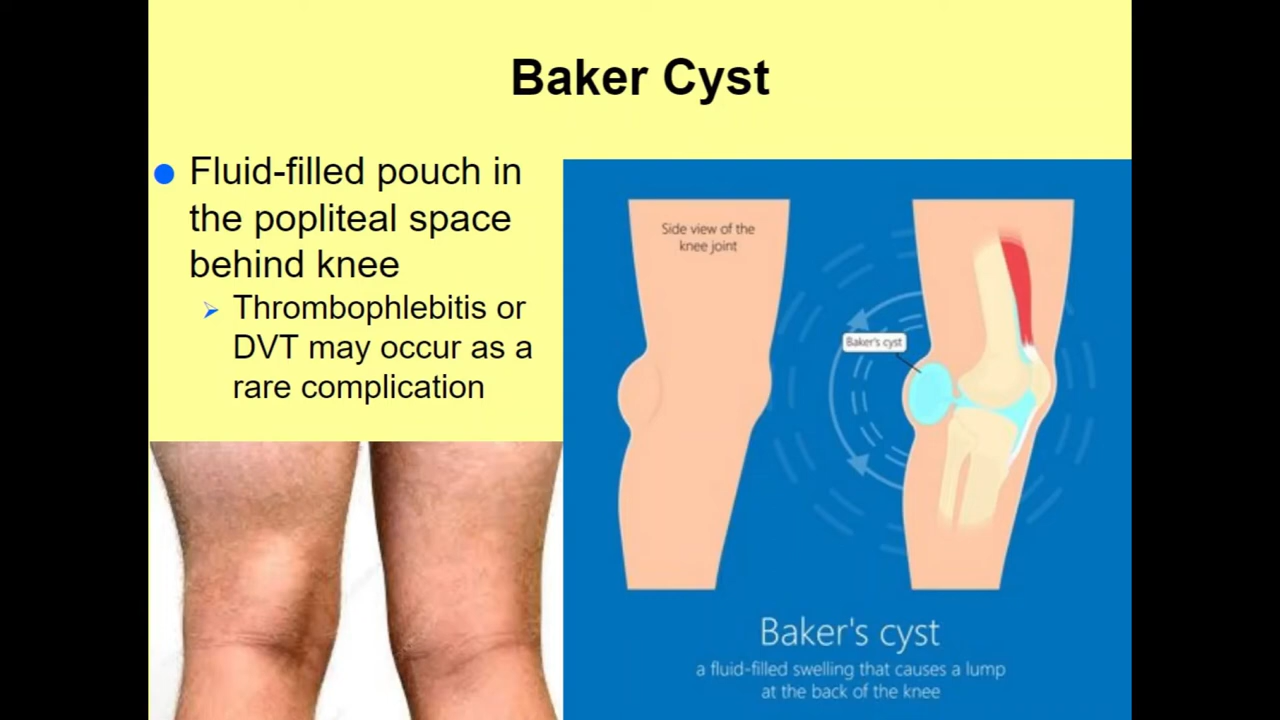 Baker Cyst
Fluid-filled pouch in
the popliteal space
behind knee
Thrombophlebitis or
DVT may occur as a
rare complication
Side view of the
knee joint
Baker's cyst
Baker's cyst
a fluid-filled swelling that causes a lump
at the back of the knee